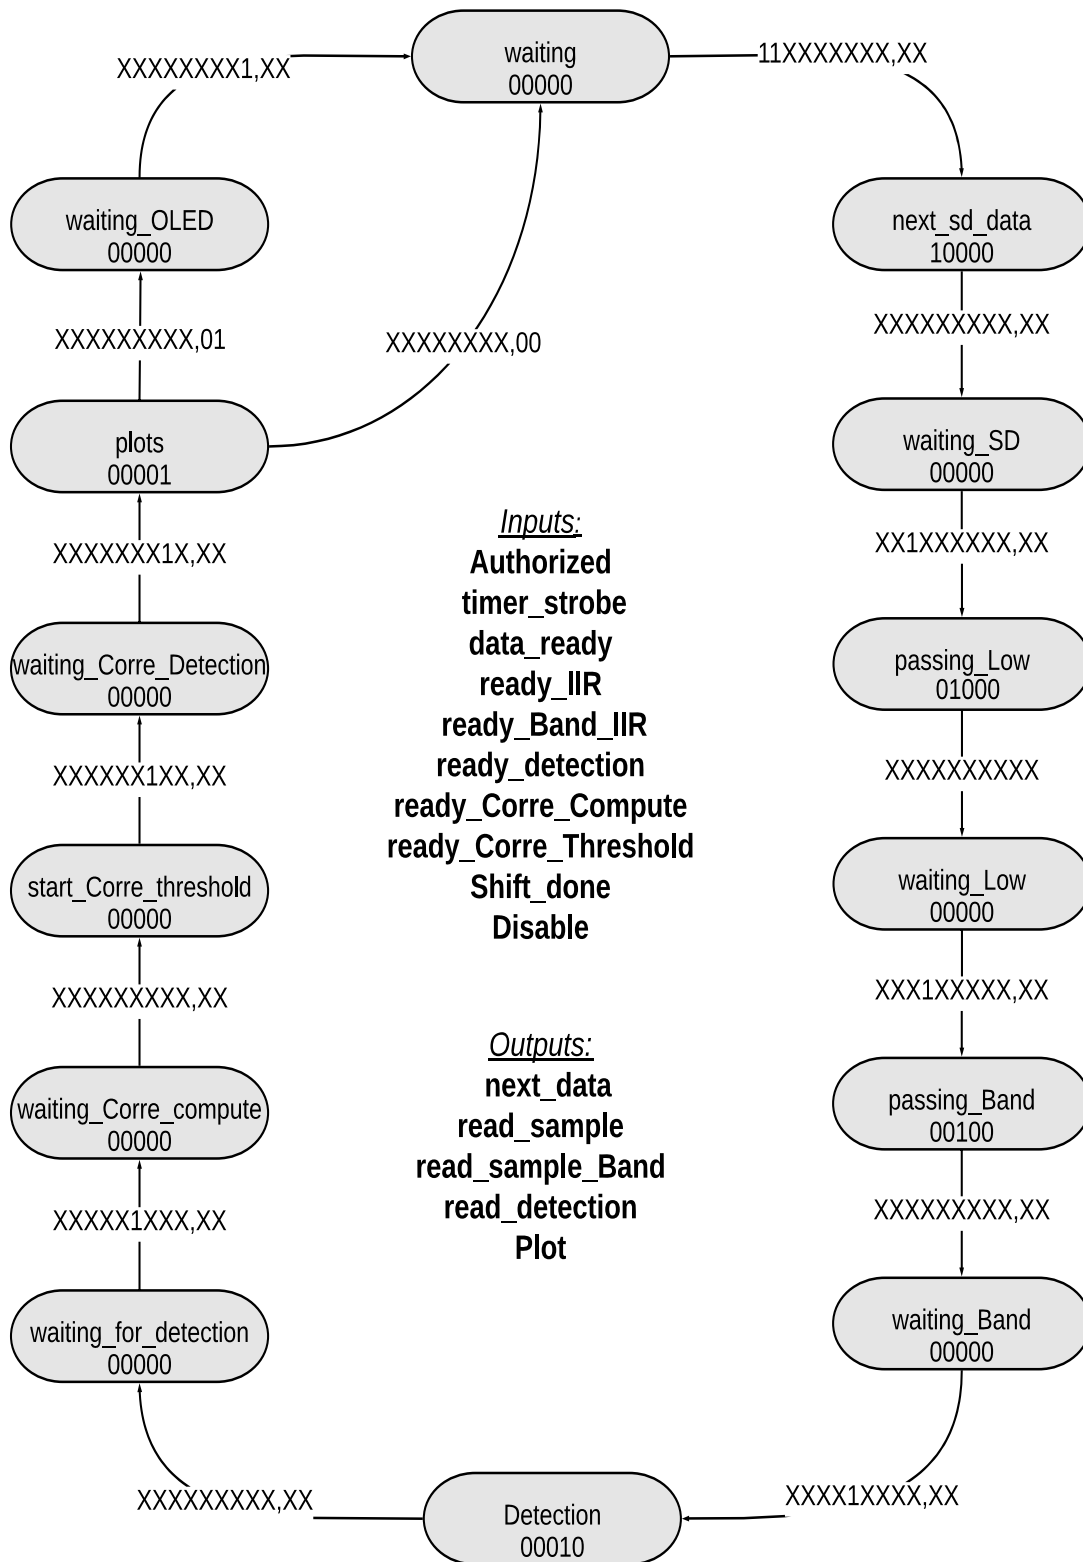 waiting
00000
XXXXXXXX1,XX
11XXXXXXX,XX
waiting_OLED
00000
next_sd_data
10000
XXXXXXXXX,01
XXXXXXXX,00
XXXXXXXXX,XX
plots
00001
waiting_SD
00000
XXXXXXX1X,XX
XX1XXXXXX,XX
waiting_Corre_Detection
00000
passing_Low
01000
XXXXXX1XX,XX
XXXXXXXXXX
start_Corre_threshold
00000
waiting_Low
00000
XXXXXXXXX,XX
XXX1XXXXX,XX
waiting_Corre_compute
00000
passing_Band
00100
XXXXX1XXX,XX
XXXXXXXXX,XX
waiting_for_detection
00000
waiting_Band
00000
XXXXXXXXX,XX
XXXX1XXXX,XX
Detection
00010
Inputs:
Authorized
timer_strobe
data_ready
ready_IIR
ready_Band_IIR
ready_detection
ready_Corre_Compute
ready_Corre_Threshold
Shift_done
Disable
Outputs:
next_data
read_sample
read_sample_Band
read_detection
Plot